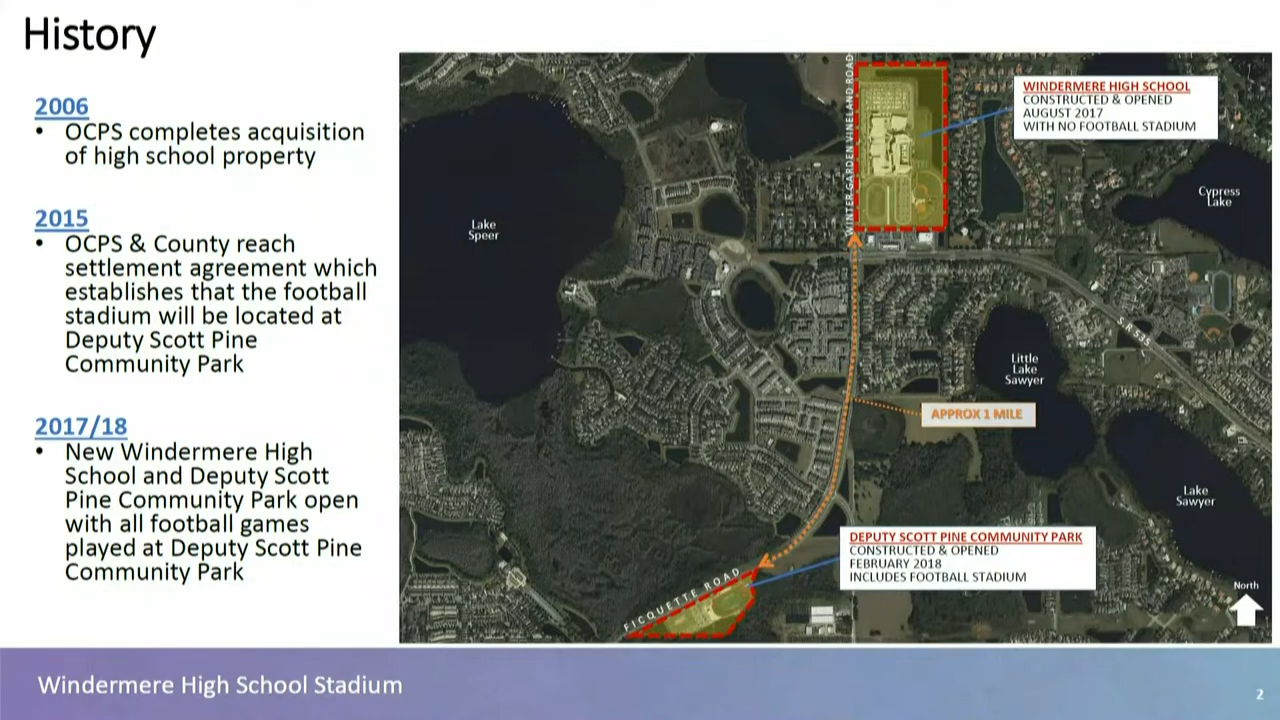 History
2006
• OCPS completes acquisition
of high school property
2015
• OCPS & County reach
settlement agreement which
establishes that the football
stadium will be located at
Deputy Scott Pine
Community Park
2017/18
• New Windermere High
School and Deputy Scott
Pine Community Park open
with all football games
played at Deputy Scott Pine
Community Park
WINTER GARDEN VINELAND ROAD
WINDERMERE HIGH SCHOOL
CONSTRUCTED & OPENED
AUGUST 2017
WITH NO FOOTBALL STADIUM
Cypress
Lake
Lake
Speer
S.R 535
Little
Lake
Sawyer
APPROX 1 MILE
Lake
Sawyer
DEPUTY SCOTT PINE COMMUNITY PARK
CONSTRUCTED & OPENED
FEBRUARY 2018
INCLUDES FOOTBALL STADIUM
FICQUETTE ROAD
North
Windermere High School Stadium
2